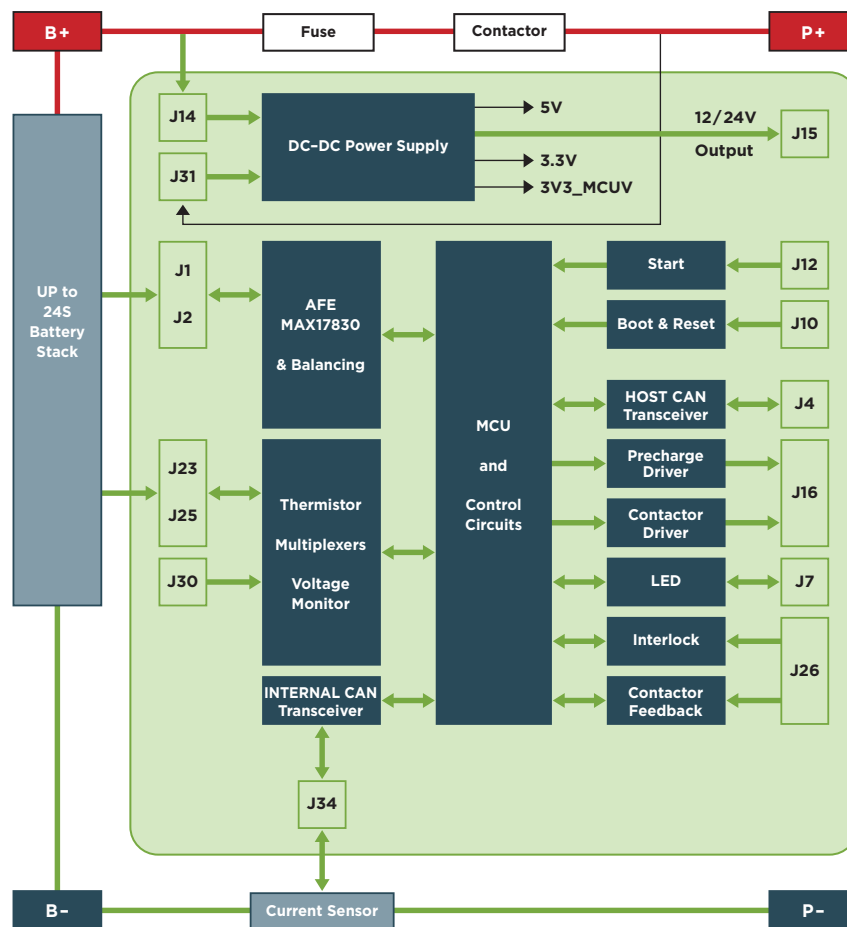 B+
Fuse
Contactor
P+
J14
DC-DC Power Supply
5V
12/24V
Output
J15
J31
3.3V
3V3_MCUV
UP to
24S
Battery
Stack
J1
J2
AFE
MAX17830
& Balancing
MCU
and
Control
Circuits
Start
J12
Boot & Reset
J10
HOST CAN
Transceiver
J4
J23
J25
Thermistor
Multiplexers
Voltage
Monitor
Precharge
Driver
J16
Contactor
Driver
J30
LED
J7
Interlock
J26
INTERNAL CAN
Transceiver
Contactor
Feedback
J34
B–
Current Sensor
P–